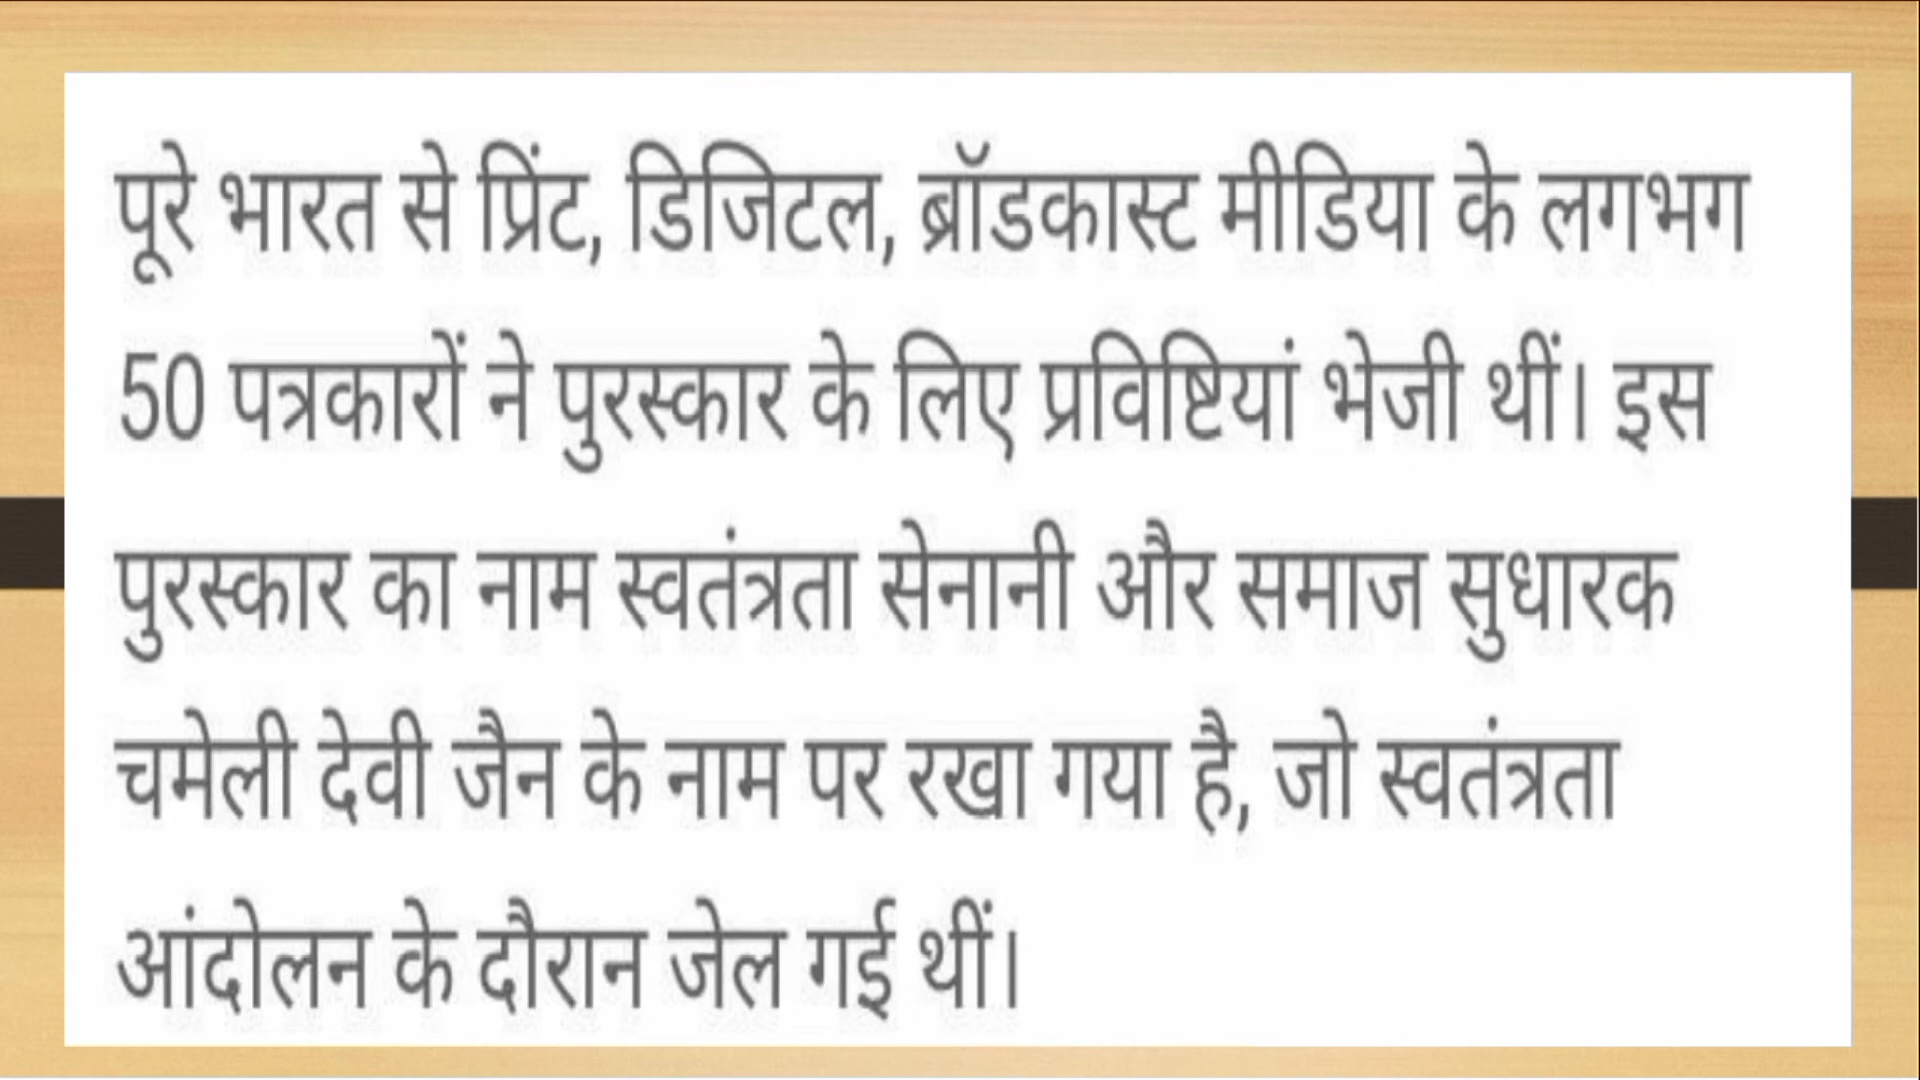 पूरे भारत से प्रिंट, डिजिटल, ब्रॉडकास्ट मीडिया के लगभग
50 पत्रकारों ने पुरस्कार के लिए प्रविष्टियां भेजी थीं। इस
पुरस्कार का नाम स्वतंत्रता सेनानी और समाज सुधारक
चमेली देवी जैन के नाम पर रखा गया है, जो स्वतंत्रता
आंदोलन के दौरान जेल गई थीं।